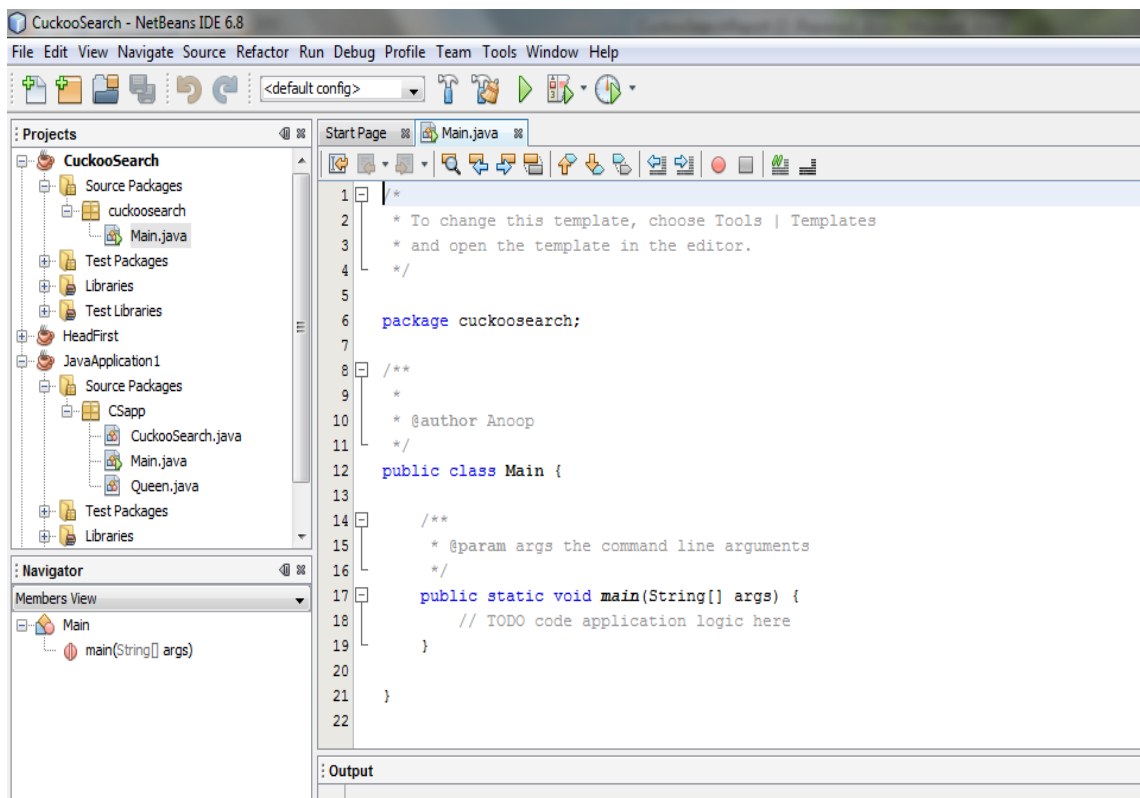 CuckooSearch - NetBeans IDE 6.8
File Edit View Navigate Source Refactor Run Debug Profile Team Tools Window Help
<default config>
Projects
CuckooSearch
Source Packages
cuckoosearch
Main.java
Test Packages
Libraries
Test Libraries
HeadFirst
JavaApplication1
Source Packages
CSapp
CuckooSearch.java
Main.java
Queen.java
Test Packages
Libraries
Navigator
Members View
Main
main(String[] args)
Start Page Main.java
1 /*
2 * To change this template, choose Tools | Templates
3 * and open the template in the editor.
4 */
5
6 package cuckoosearch;
7
8 /**
9 *
10 * @author Anoop
11 */
12 public class Main {
13
14 /**
15 * @param args the command line arguments
16 */
17 public static void main(String[] args) {
18 // TODO code application logic here
19 }
20
21 }
22
Output